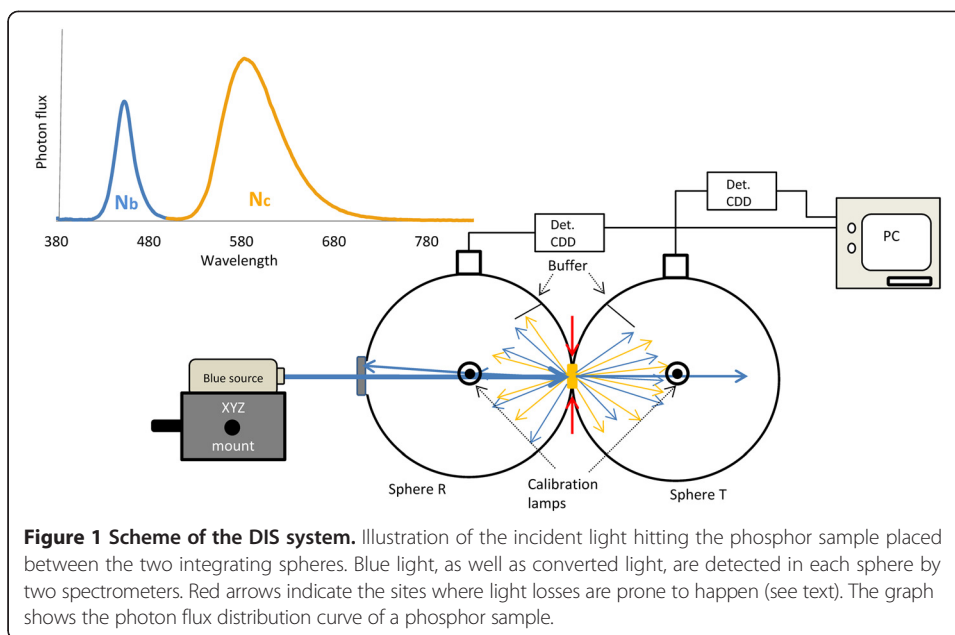 Photon flux
Nb
Nc
380 480 580 680 780
Wavelength
Det.
CDD
Det.
CDD
PC
Buffer
Blue source
XYZ
mount
Sphere R
Calibration
lamps
Sphere T
Figure 1 Scheme of the DIS system. Illustration of the incident light hitting the phosphor sample placed
between the two integrating spheres. Blue light, as well as converted light, are detected in each sphere by
two spectrometers. Red arrows indicate the sites where light losses are prone to happen (see text). The graph
shows the photon flux distribution curve of a phosphor sample.